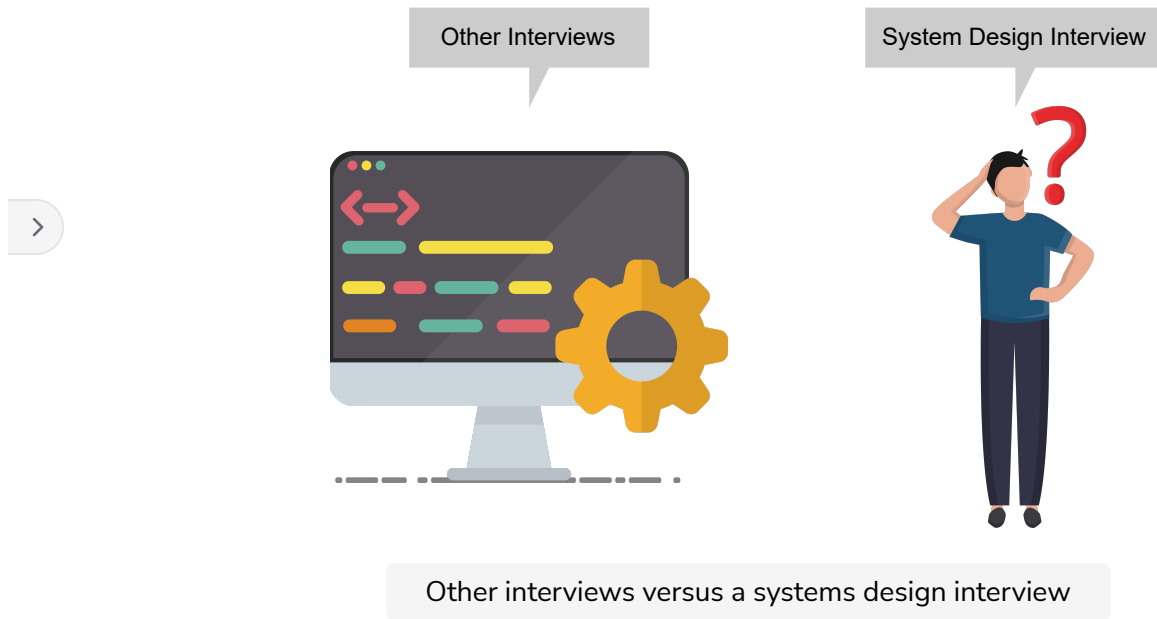 Other Interviews
System Design Interview
Other interviews versus a systems design interview